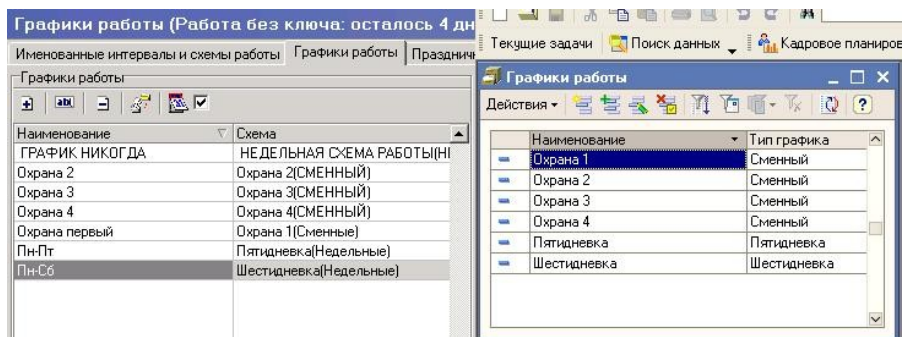 Графики работы (Работа без ключа: осталось 4 дн
Именованные интервалы и схемы работы Графики работы Праздничн
Графики работы
abl
Наименование Схема
ГРАФИК НИКОГДА НЕДЕЛЬНАЯ СХЕМА РАБОТЫ(НЕ
Охрана 2 Охрана 2(СМЕННЫЙ)
Охрана 3 Охрана 3(СМЕННЫЙ)
Охрана 4 Охрана 4(СМЕННЫЙ)
Охрана первый Охрана 1(Сменные)
Пн-Пт Пятидневка(Недельные)
Пн-Сб Шестидневка(Недельные)
Текущие задачи Поиск данных Кадровое планиров
Графики работы
Действия
Наименование Тип графика
Охрана 1 Сменный
Охрана 2 Сменный
Охрана 3 Сменный
Охрана 4 Сменный
Пятидневка Пятидневка
Шестидневка Шестидневка